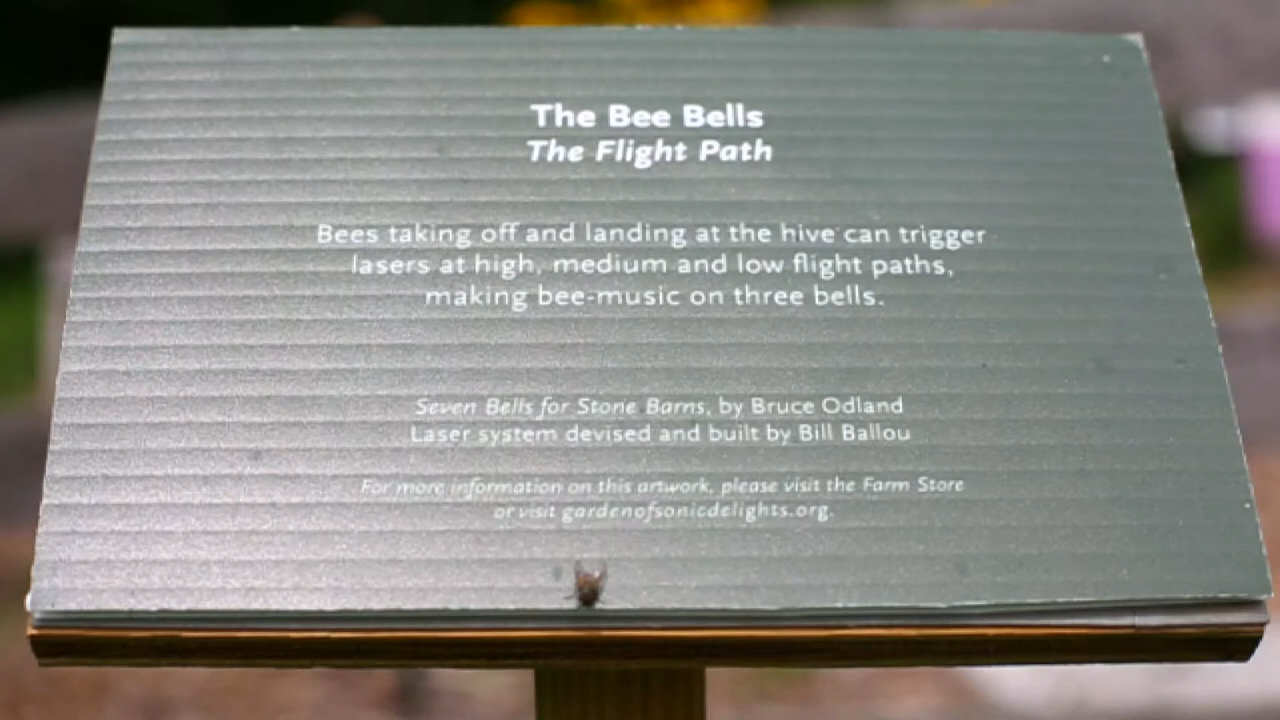 The Bee Bells
The Flight Path
Bees taking off and landing at the hive can trigger
lasers at high, medium and low flight paths,
making bee-music on three bells.
Seven Bells for Stone Barns, by Bruce Odland
Laser system devised and built by Bill Ballou
For more information on this artwork, please visit the Farm Store
or visit gardenofsonicdelights.org.